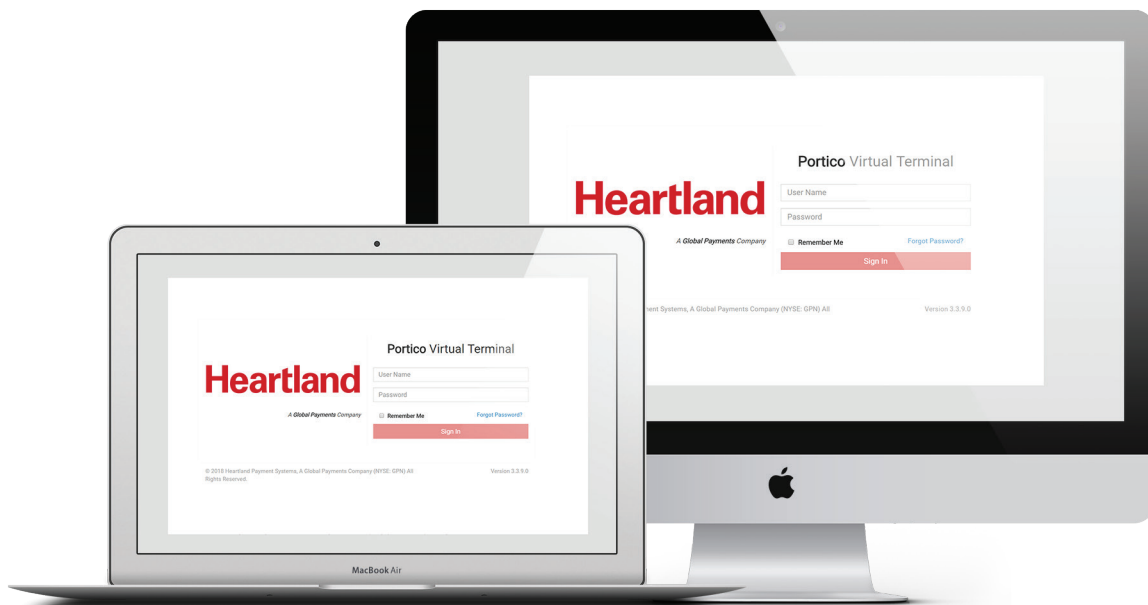 Portico Virtual Terminal
User Name
Heartland
Password
A Global Payments Company
Remember Me Forgot Password?
Sign In
ment Systems, A Global Payments Company (NYSE: GPN) All Version 3.3.9.0
Portico Virtual Terminal
Heartland
User Name
Password
A Global Payments Company
Remember Me Forgot Password?
Sign In
© 2018 Heartland Payment Systems, A Global Payments Company (NYSE: GPN) All Version 3.3.9.0
Rights Reserved.
MacBook Air